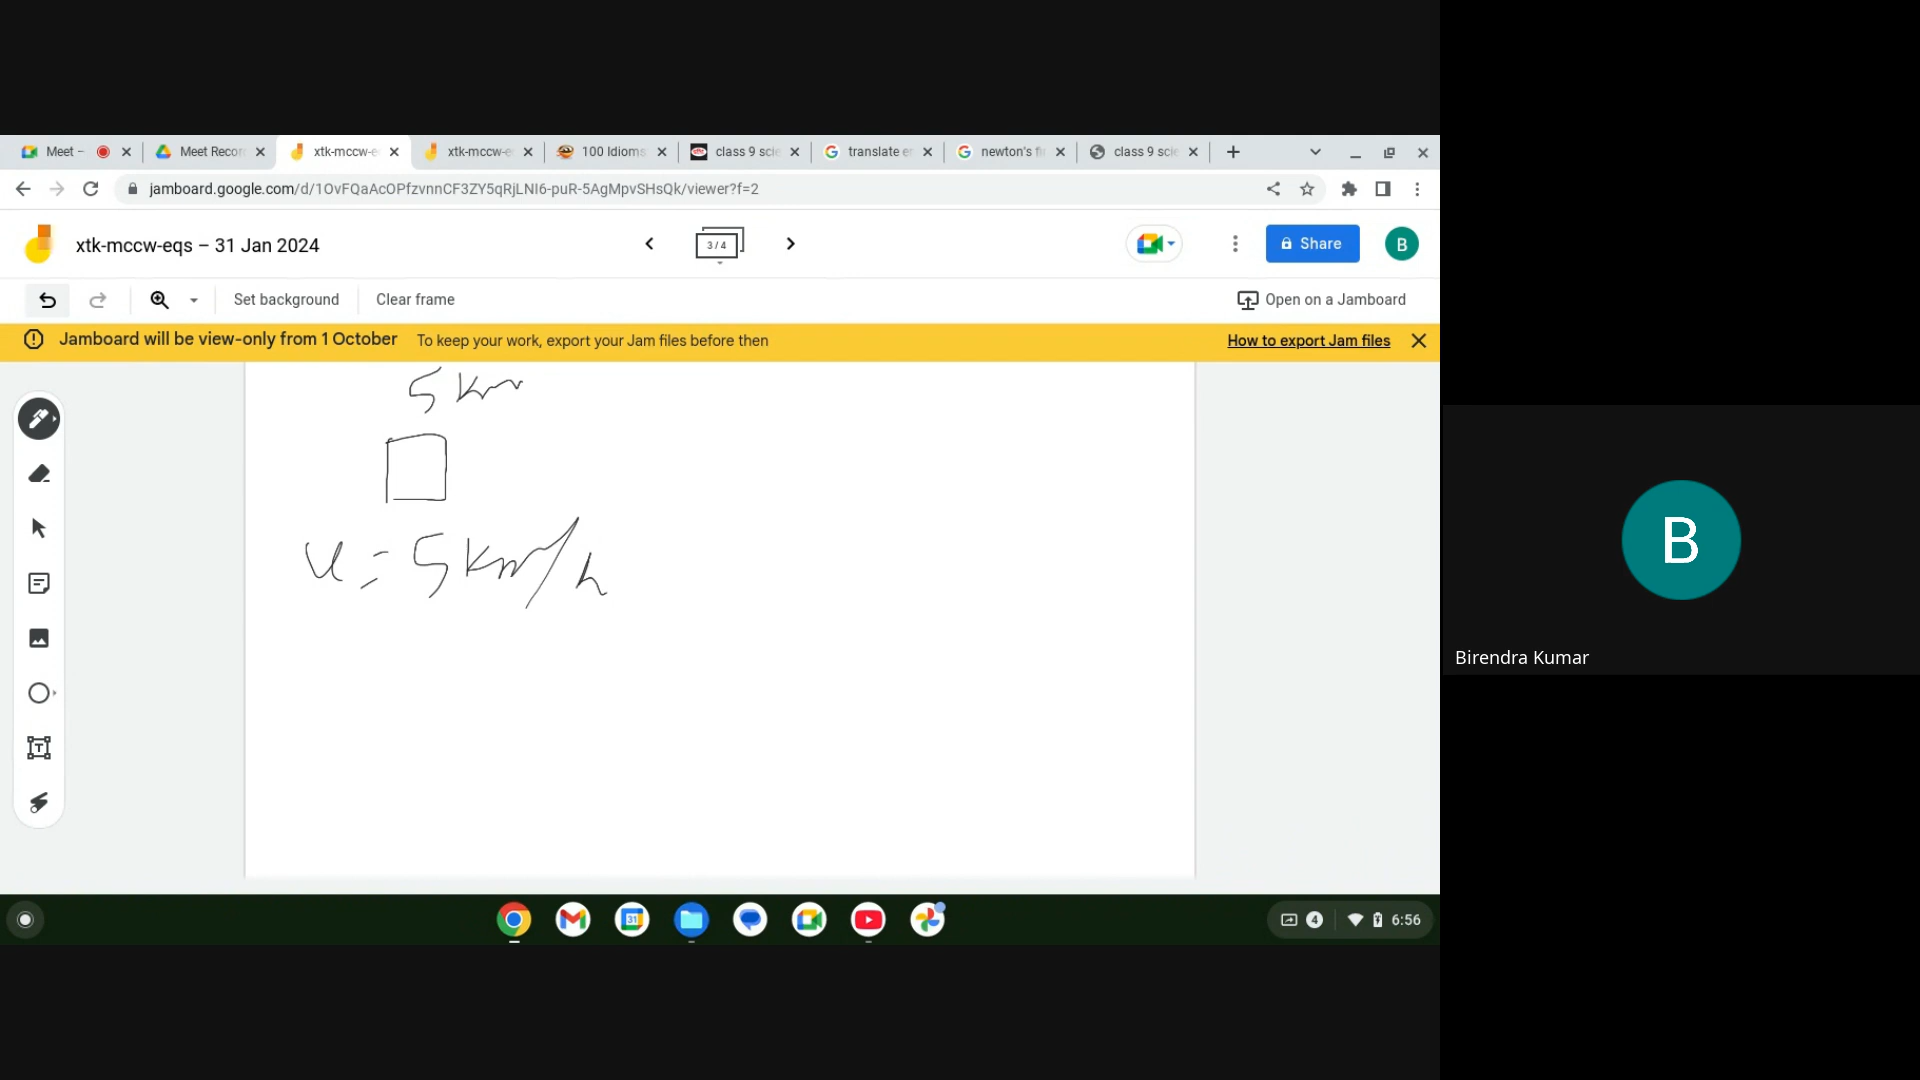 Meet –
Meet Recor
xtk-mccw-e
xtk-mccw-e
100 Idioms
class 9 scie
translate e
newton's fi
class 9 scie
jamboard.google.com/d/1OvFQaAcOPfzvnnCF3ZY5qRjLNI6-puR-5AgMpvSHsQk/viewer?f=2
xtk-mccw-eqs – 31 Jan 2024
3 / 4
Share
B
Set background
Clear frame
Open on a Jamboard
Jamboard will be view-only from 1 October
To keep your work, export your Jam files before then
How to export Jam files
5 km
u = 5 km/h
B
Birendra Kumar
31
4
6:56